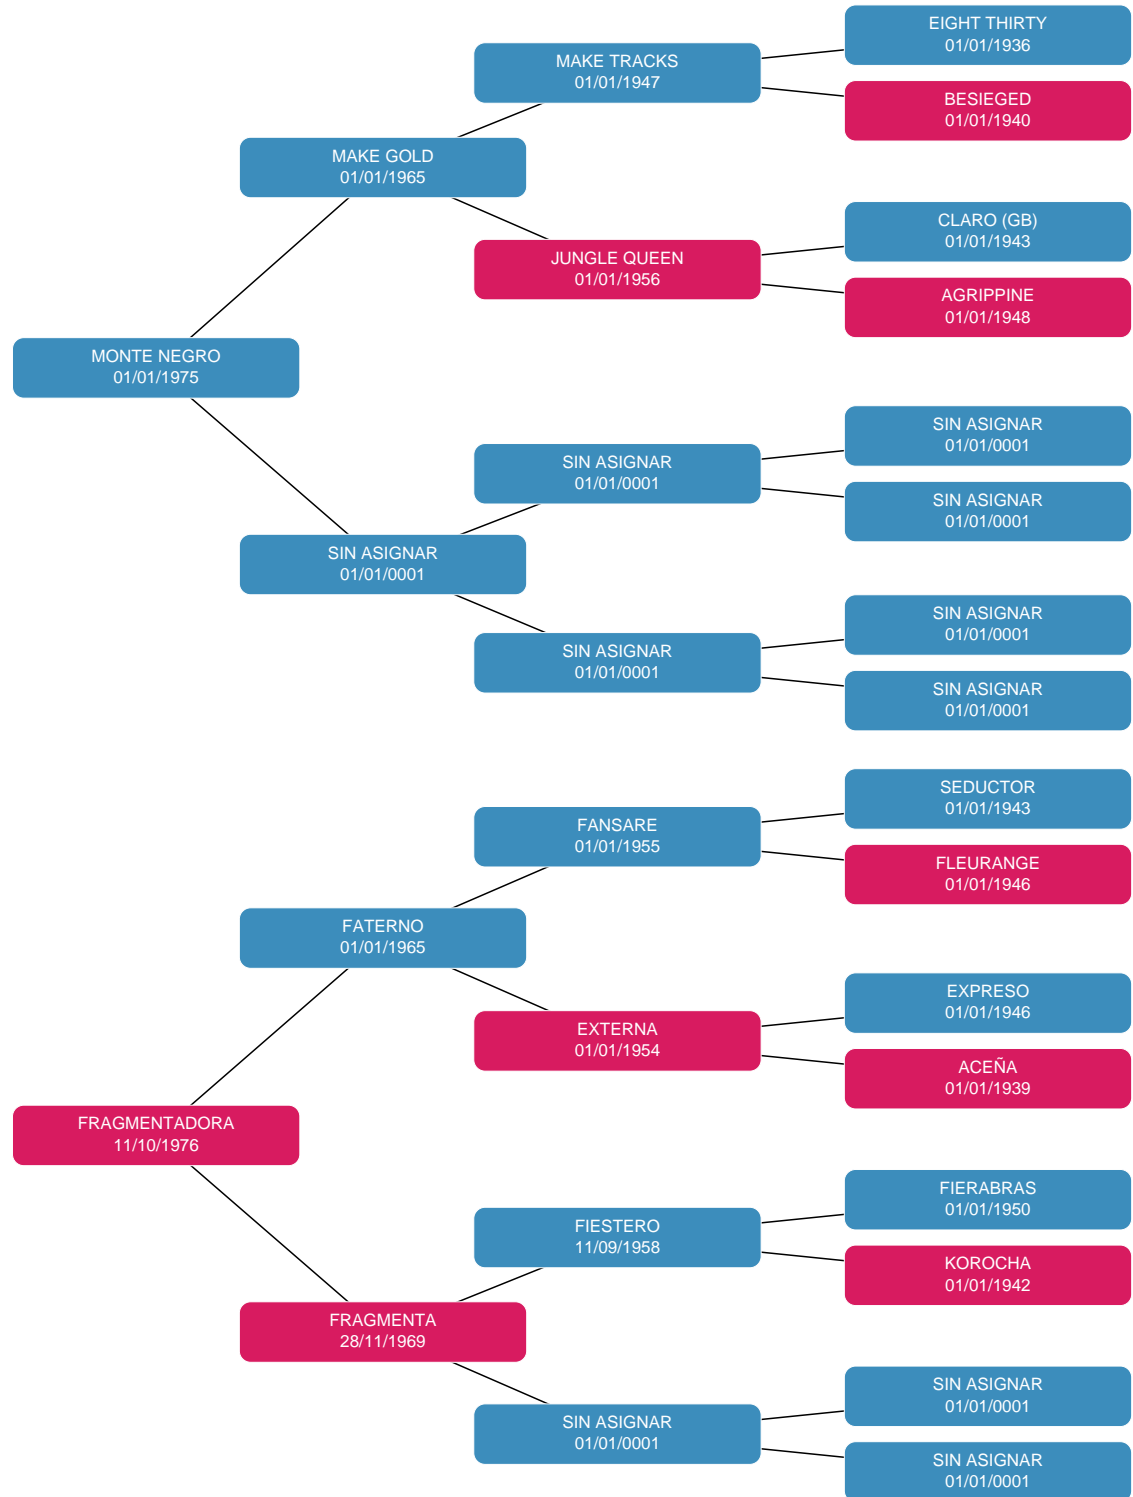 EIGHT THIRTY
01/01/1936
MAKE TRACKS
01/01/1947
BESIEGED
01/01/1940
MAKE GOLD
01/01/1965
CLARO (GB)
01/01/1943
JUNGLE QUEEN
01/01/1956
AGRIPPINE
01/01/1948
MONTE NEGRO
01/01/1975
SIN ASIGNAR
01/01/0001
SIN ASIGNAR
01/01/0001
SIN ASIGNAR
01/01/0001
SIN ASIGNAR
01/01/0001
SIN ASIGNAR
01/01/0001
SIN ASIGNAR
01/01/0001
SIN ASIGNAR
01/01/0001
SEDUCTOR
01/01/1943
FANSARE
01/01/1955
FLEURANGE
01/01/1946
FATERNO
01/01/1965
EXPRESO
01/01/1946
EXTERNA
01/01/1954
ACEÑA
01/01/1939
FRAGMENTADORA
11/10/1976
FIERABRAS
01/01/1950
FIESTERO
11/09/1958
KOROCHA
01/01/1942
FRAGMENTA
28/11/1969
SIN ASIGNAR
01/01/0001
SIN ASIGNAR
01/01/0001
SIN ASIGNAR
01/01/0001